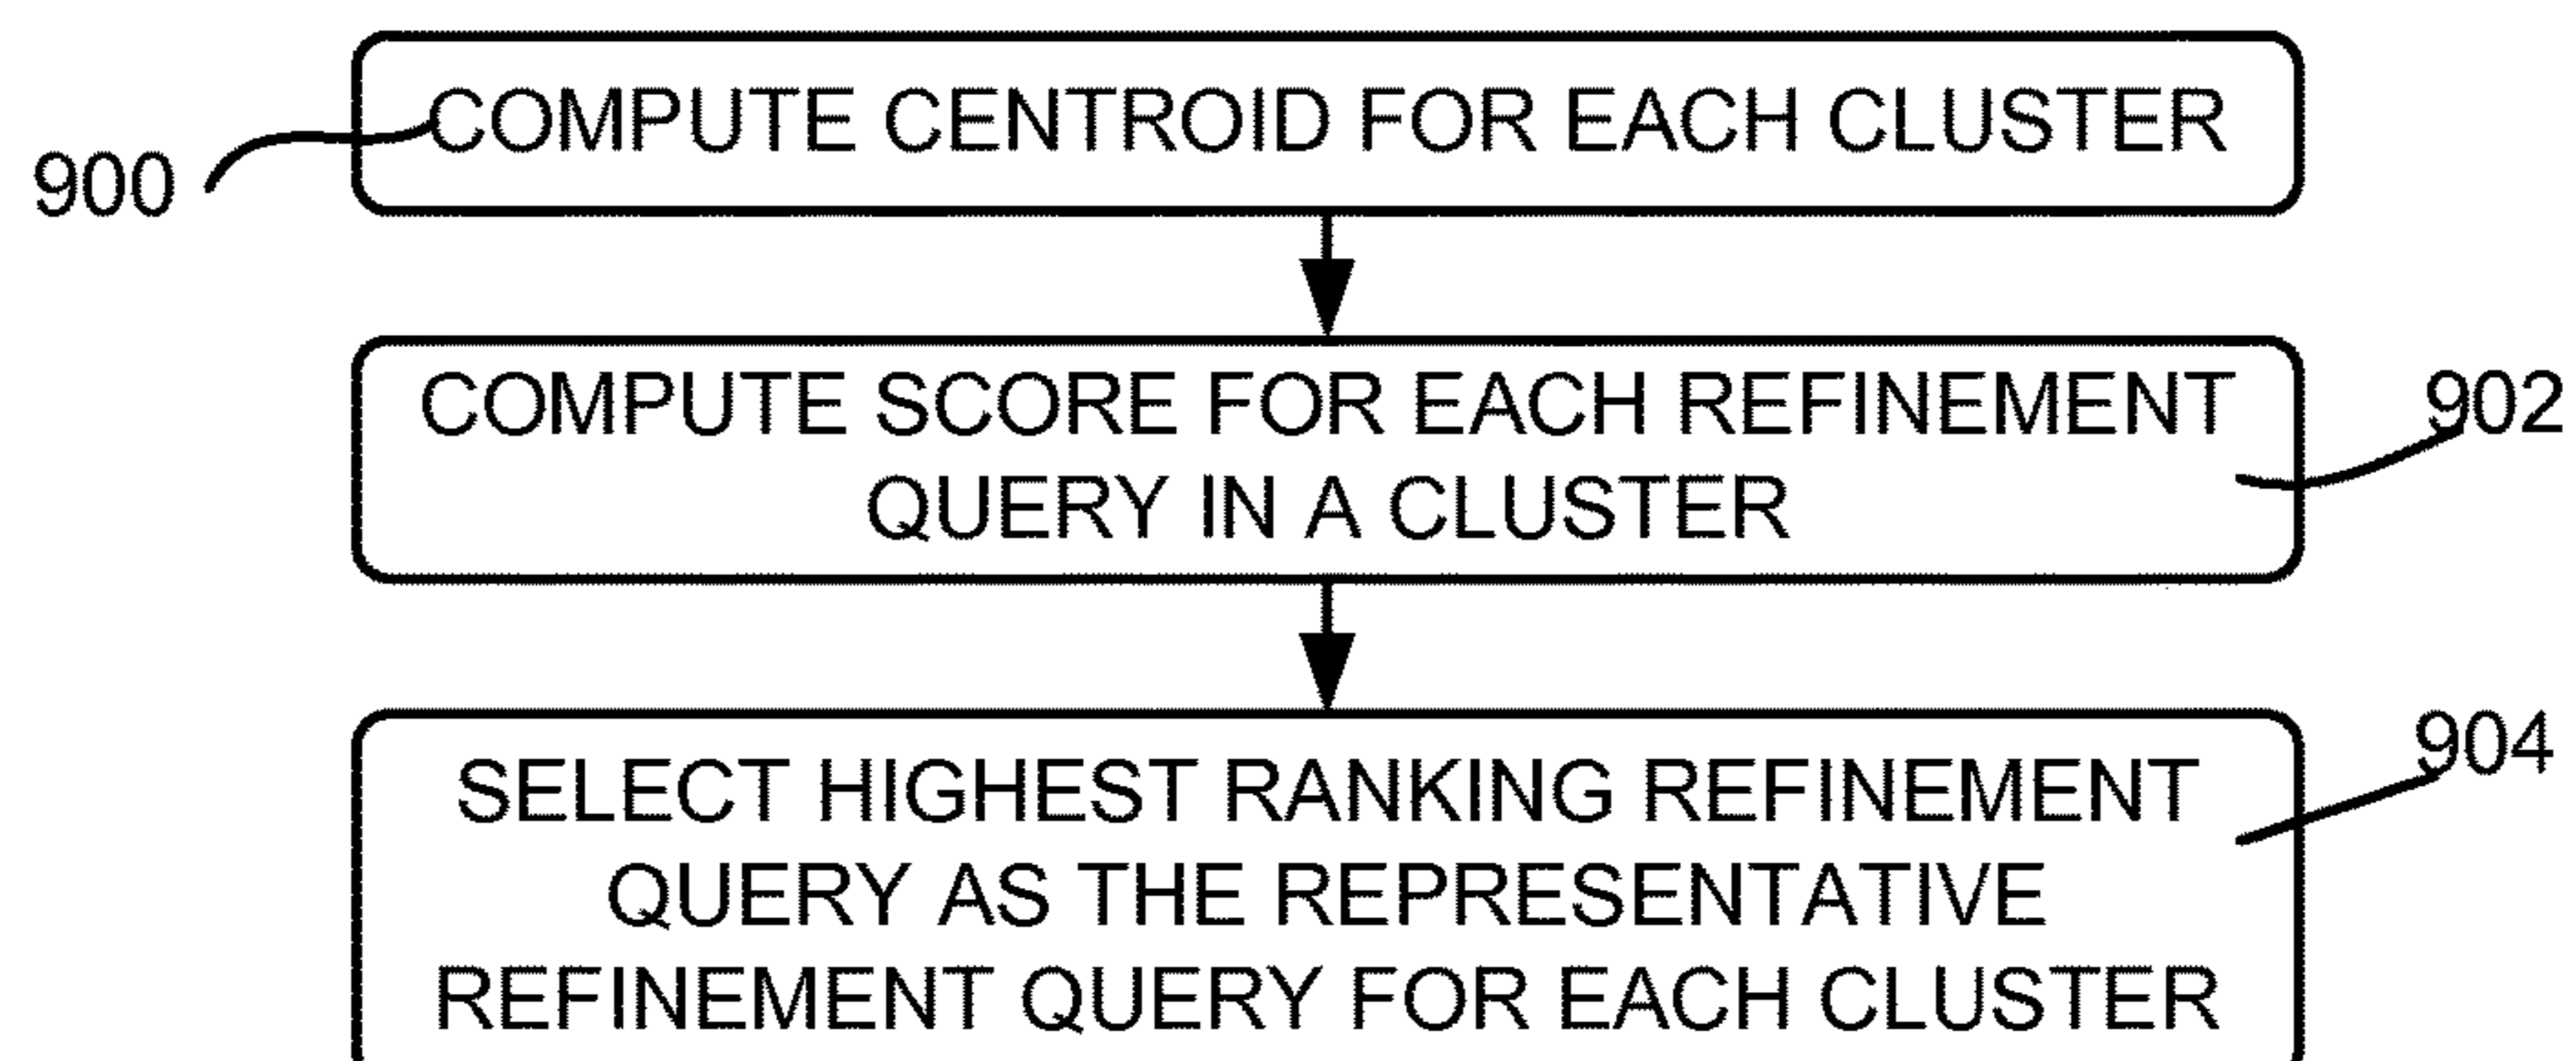 COMPUTE CENTROID FOR EACH CLUSTER
900
COMPUTE SCORE FOR EACH REFINEMENT
QUERY IN A CLUSTER
902
SELECT HIGHEST RANKING REFINEMENT
QUERY AS THE REPRESENTATIVE
REFINEMENT QUERY FOR EACH CLUSTER
904